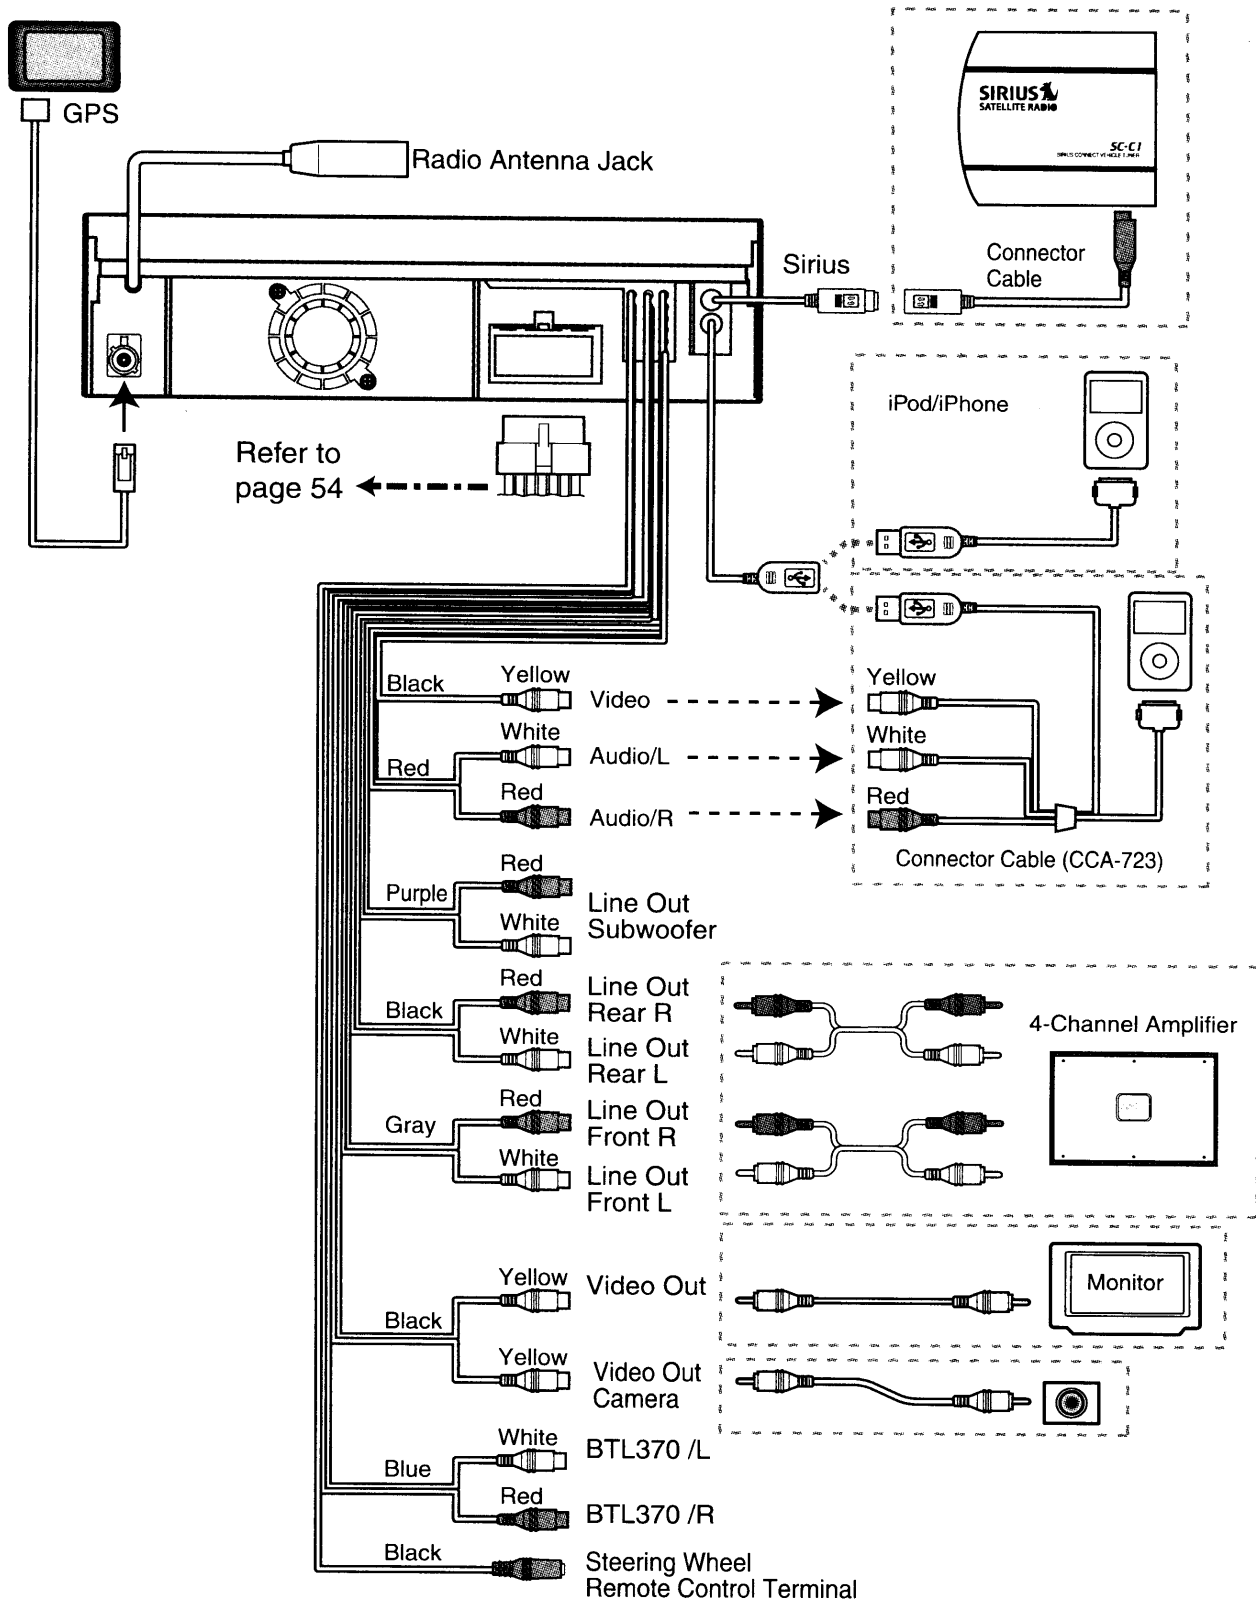 GPS
Radio Antenna Jack
SIRIUS
SATELLITE RADIO
SC-C1
SIRIUS CONNECT VEHICLE TUNER
Sirius
Connector
Cable
iPod/iPhone
Refer to
page 54
Black
Yellow
Video
Yellow
White
Audio/L
White
Red
Red
Audio/R
Red
Connector Cable (CCA-723)
Purple
Red
White
Line Out
Subwoofer
Black
Red
Line Out
Rear R
White
Line Out
Rear L
4-Channel Amplifier
Gray
Red
Line Out
Front R
White
Line Out
Front L
Black
Yellow
Video Out
Monitor
Yellow
Video Out
Camera
Blue
White
BTL370 /L
Red
BTL370 /R
Black
Steering Wheel
Remote Control Terminal